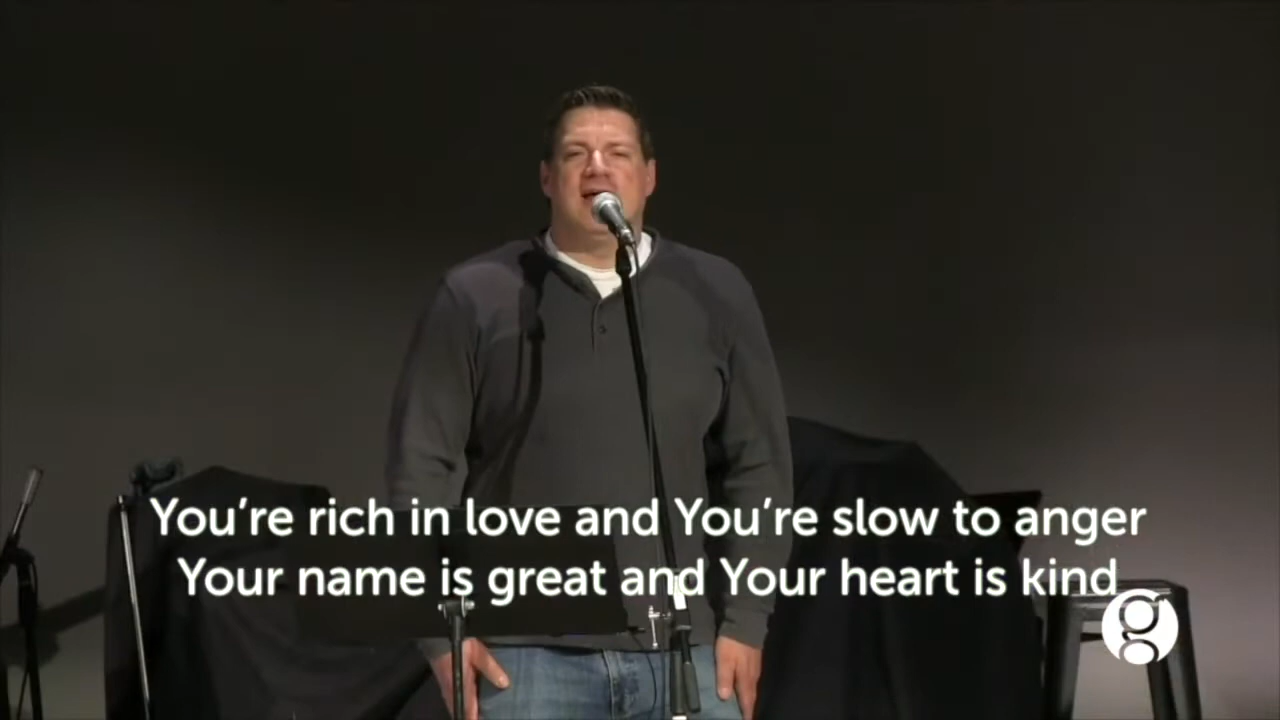 You're rich in love and You're slow to anger
Your name is great and Your heart is kind
g